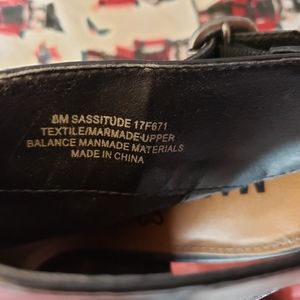 8M SASSITUDE 17F671
TEXTILE/MANMADE UPPER
BALANCE MANMADE MATERIALS
MADE IN CHINA